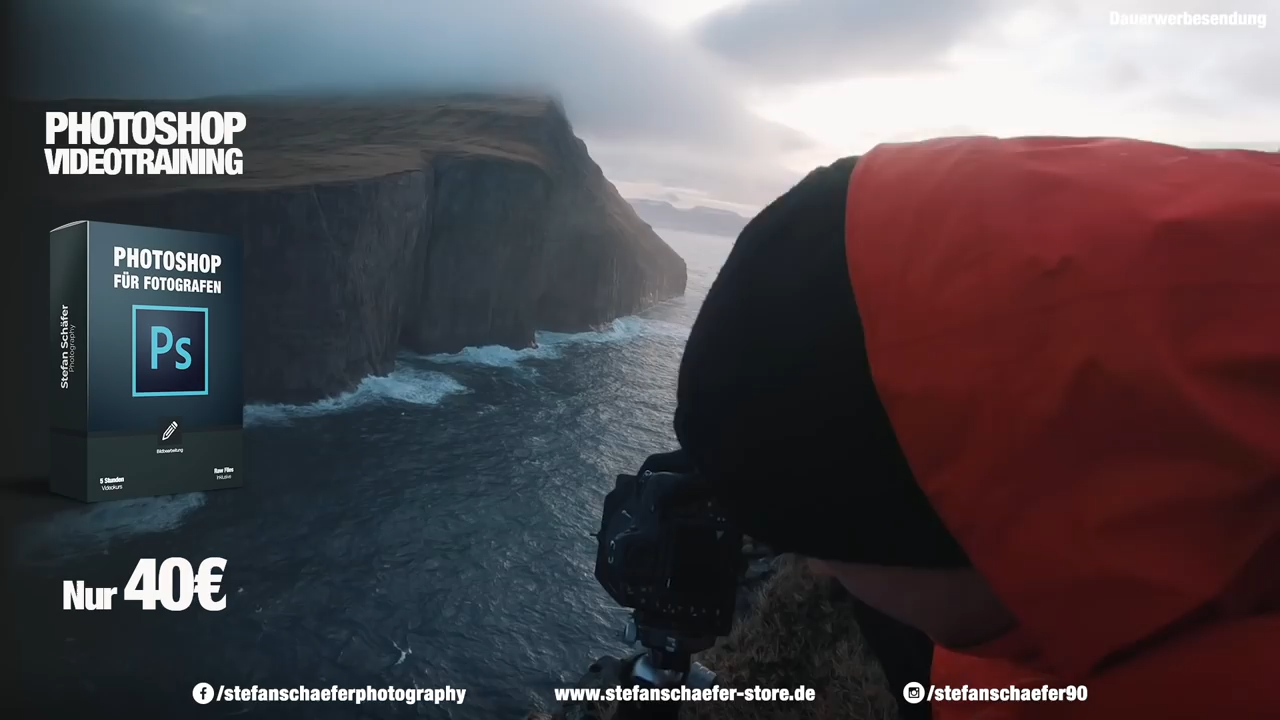 Dauerwerbesendung
PHOTOSHOP
VIDEOTRAINING
PHOTOSHOP
FÜR FOTOGRAFEN
Stefan Schäfer
Photography
Ps
Bildbearbeitung
5 Stunden
Videokurs
Raw Files
inklusive
Nur 40€
/stefanschaeferphotography
www.stefanschaefer-store.de
/stefanschaefer90